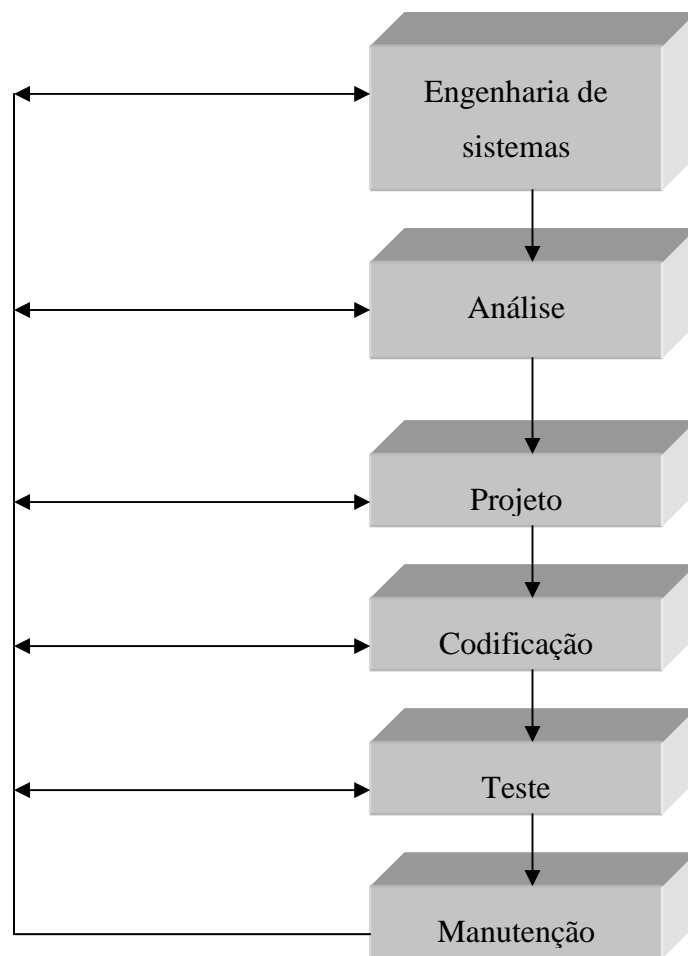 Engenharia de
sistemas
Análise
Projeto
Codificação
Teste
Manutenção